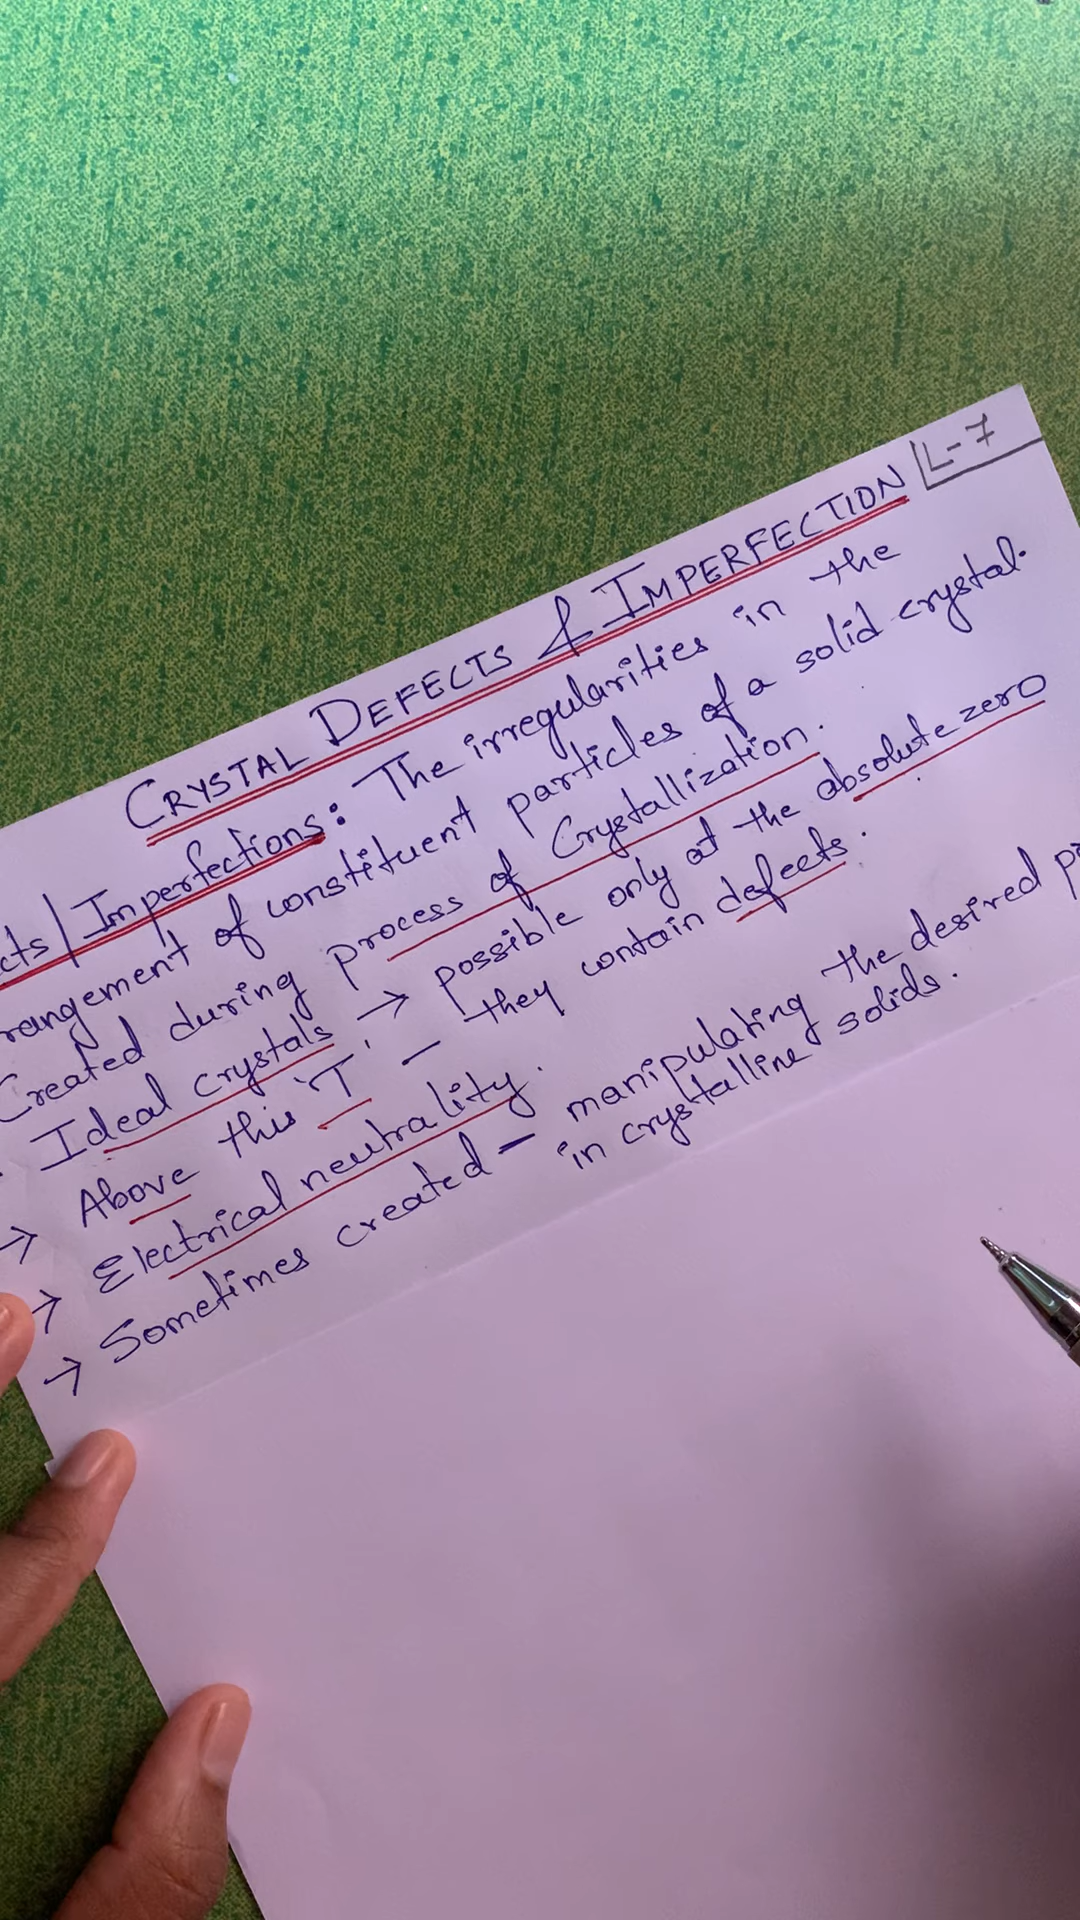 L-7
CRYSTAL DEFECTS & IMPERFECTION
Imperfections: The irregularities in the
of constituent particles of a solid crystal.
Created during process of Crystallization.
Ideal crystals → possible only at the absolute zero
→ Above this 'T' — they contain defects.
→ Electrical neutrality.
→ Sometimes created — manipulating the desired
in crystalline solids.